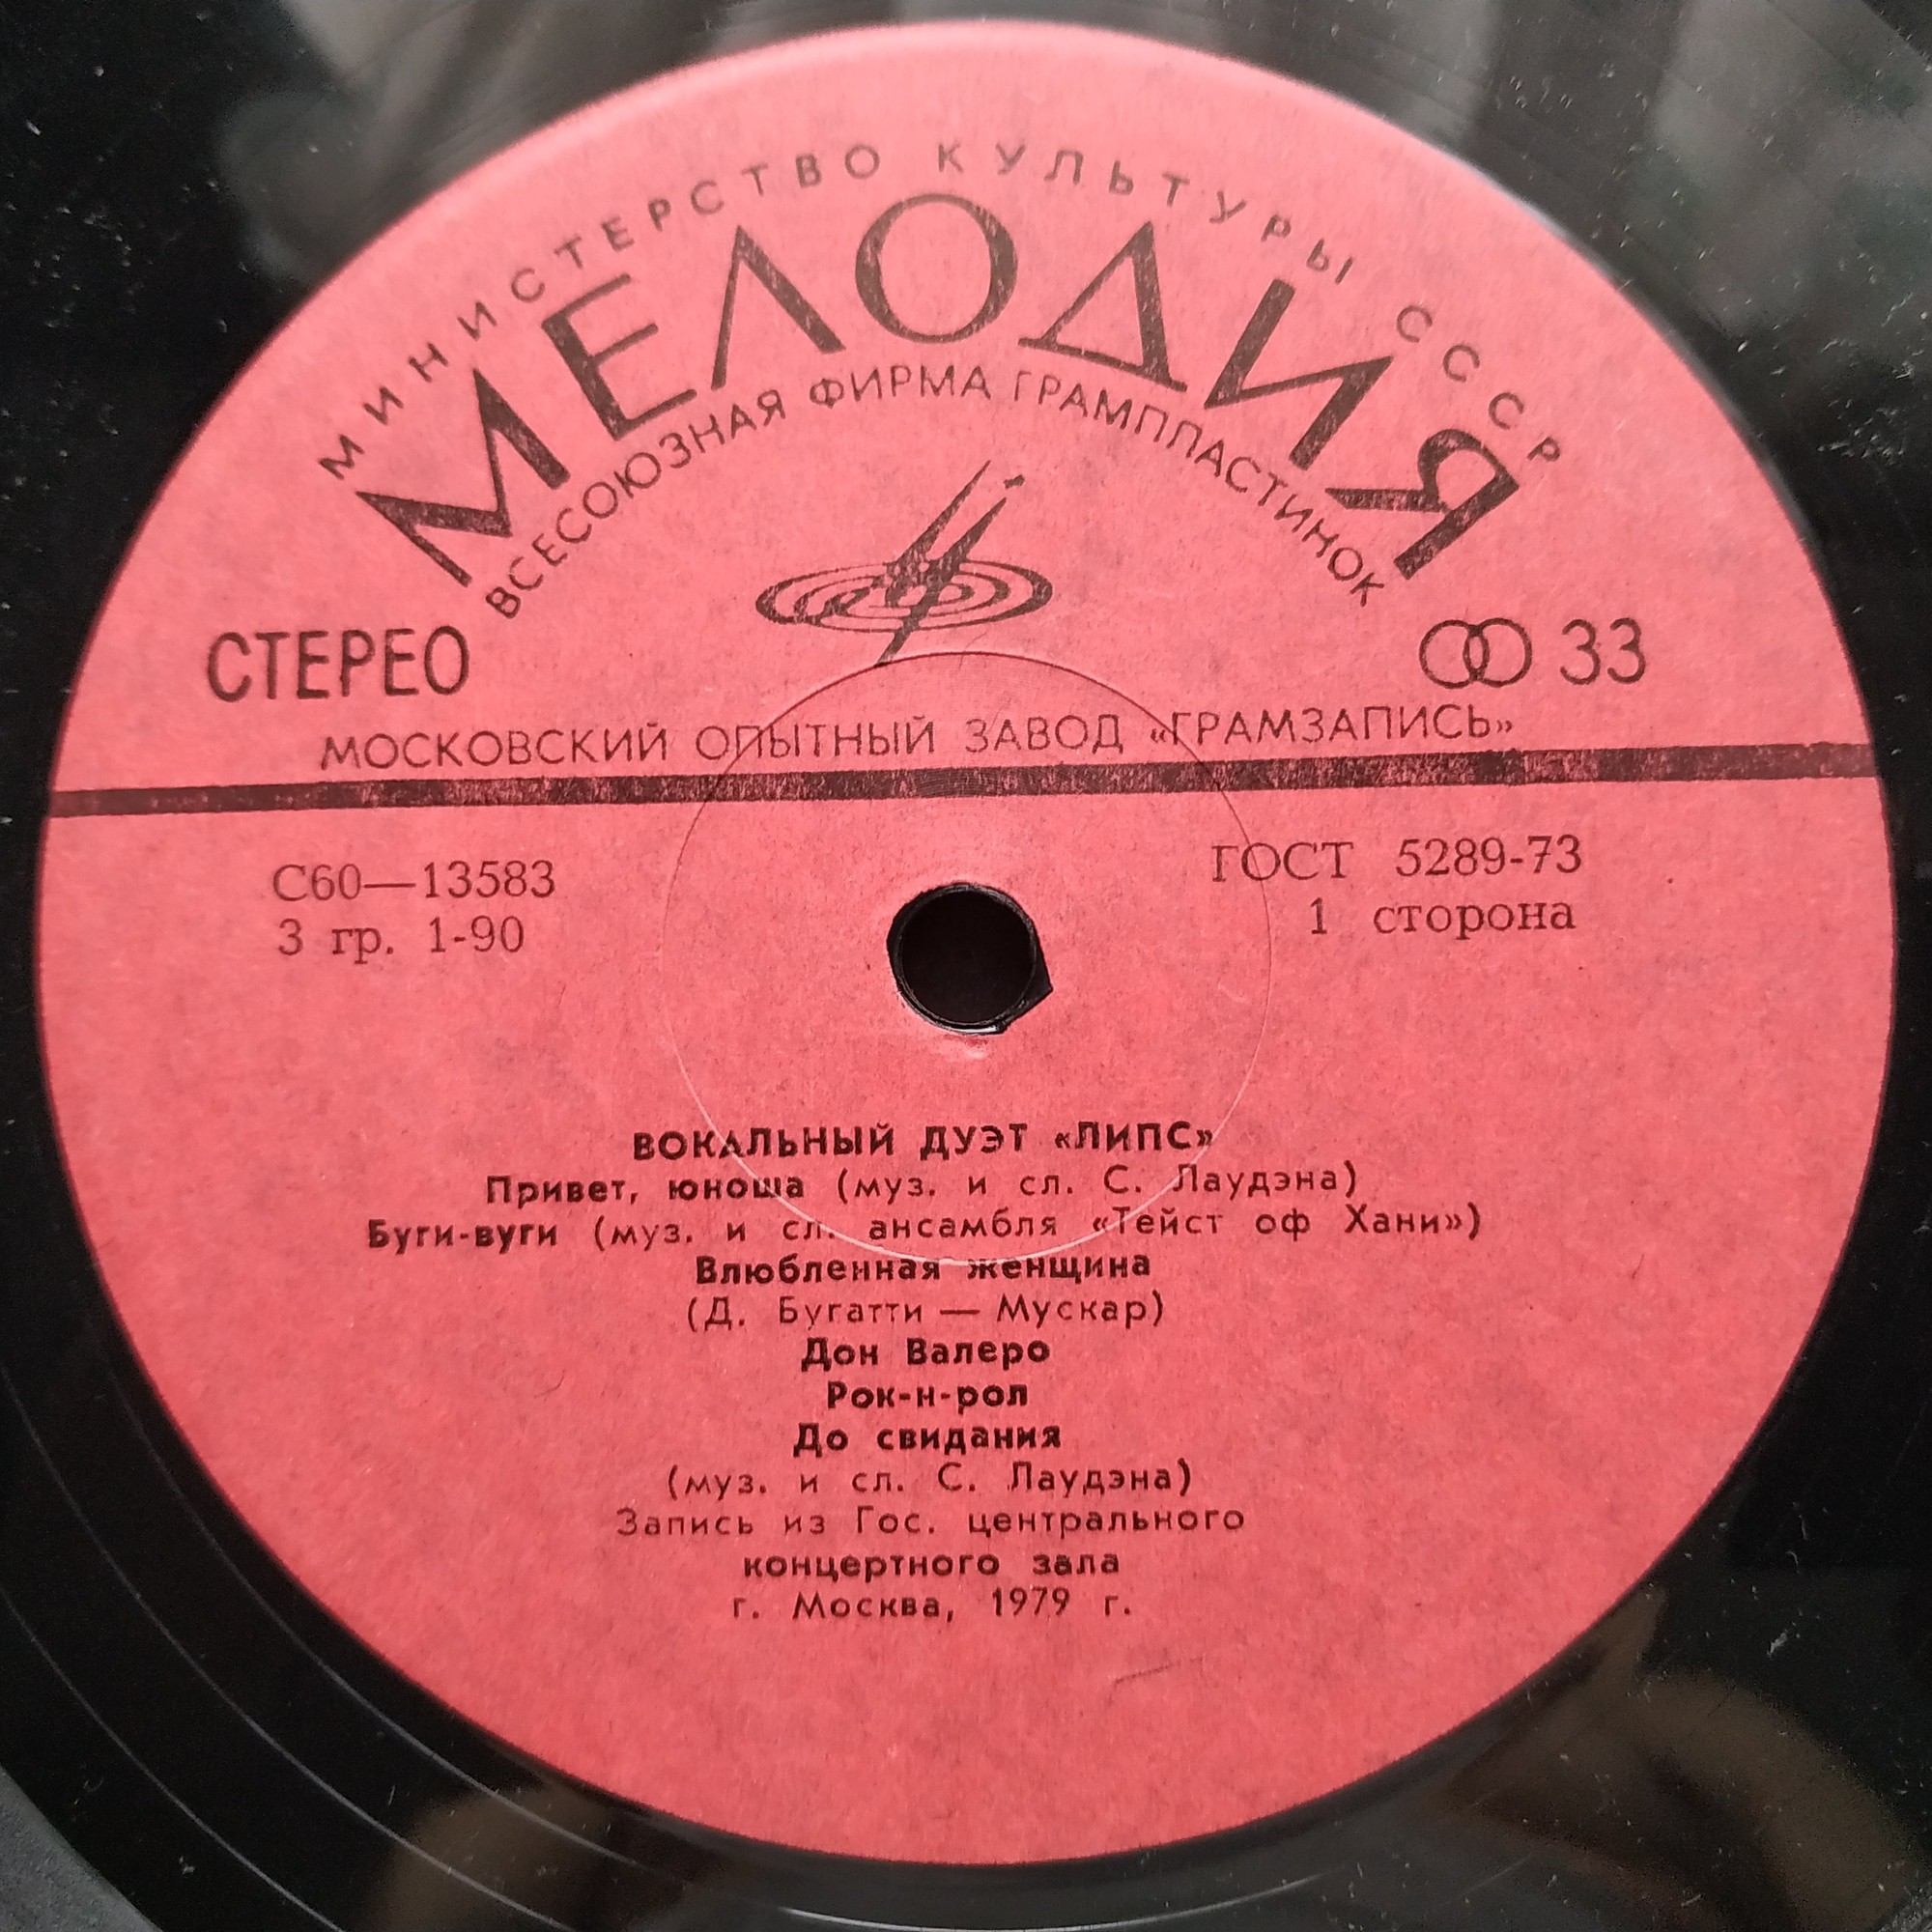 МИНИСТЕРСТВО КУЛЬТУРЫ СССР
МЕЛОДИЯ
ВСЕСОЮЗНАЯ ФИРМА ГРАМПЛАСТИНОК
СТЕРЕО 33
МОСКОВСКИЙ ОПЫТНЫЙ ЗАВОД «ГРАМЗАПИСЬ»
С60—13583 ГОСТ 5289-73
3 гр. 1-90 1 сторона
ВОКАЛЬНЫЙ ДУЭТ «ЛИПС»
Привет, юноша (муз. и сл. С. Лаудэна)
Буги-вуги (муз. и сл. ансамбля «Тейст оф Хани»)
Влюбленная женщина
(Д. Бугатти — Мускар)
Дон Валеро
Рок-н-рол
До свидания
(муз. и сл. С. Лаудэна)
Запись из Гос. центрального
концертного зала
г. Москва, 1979 г.